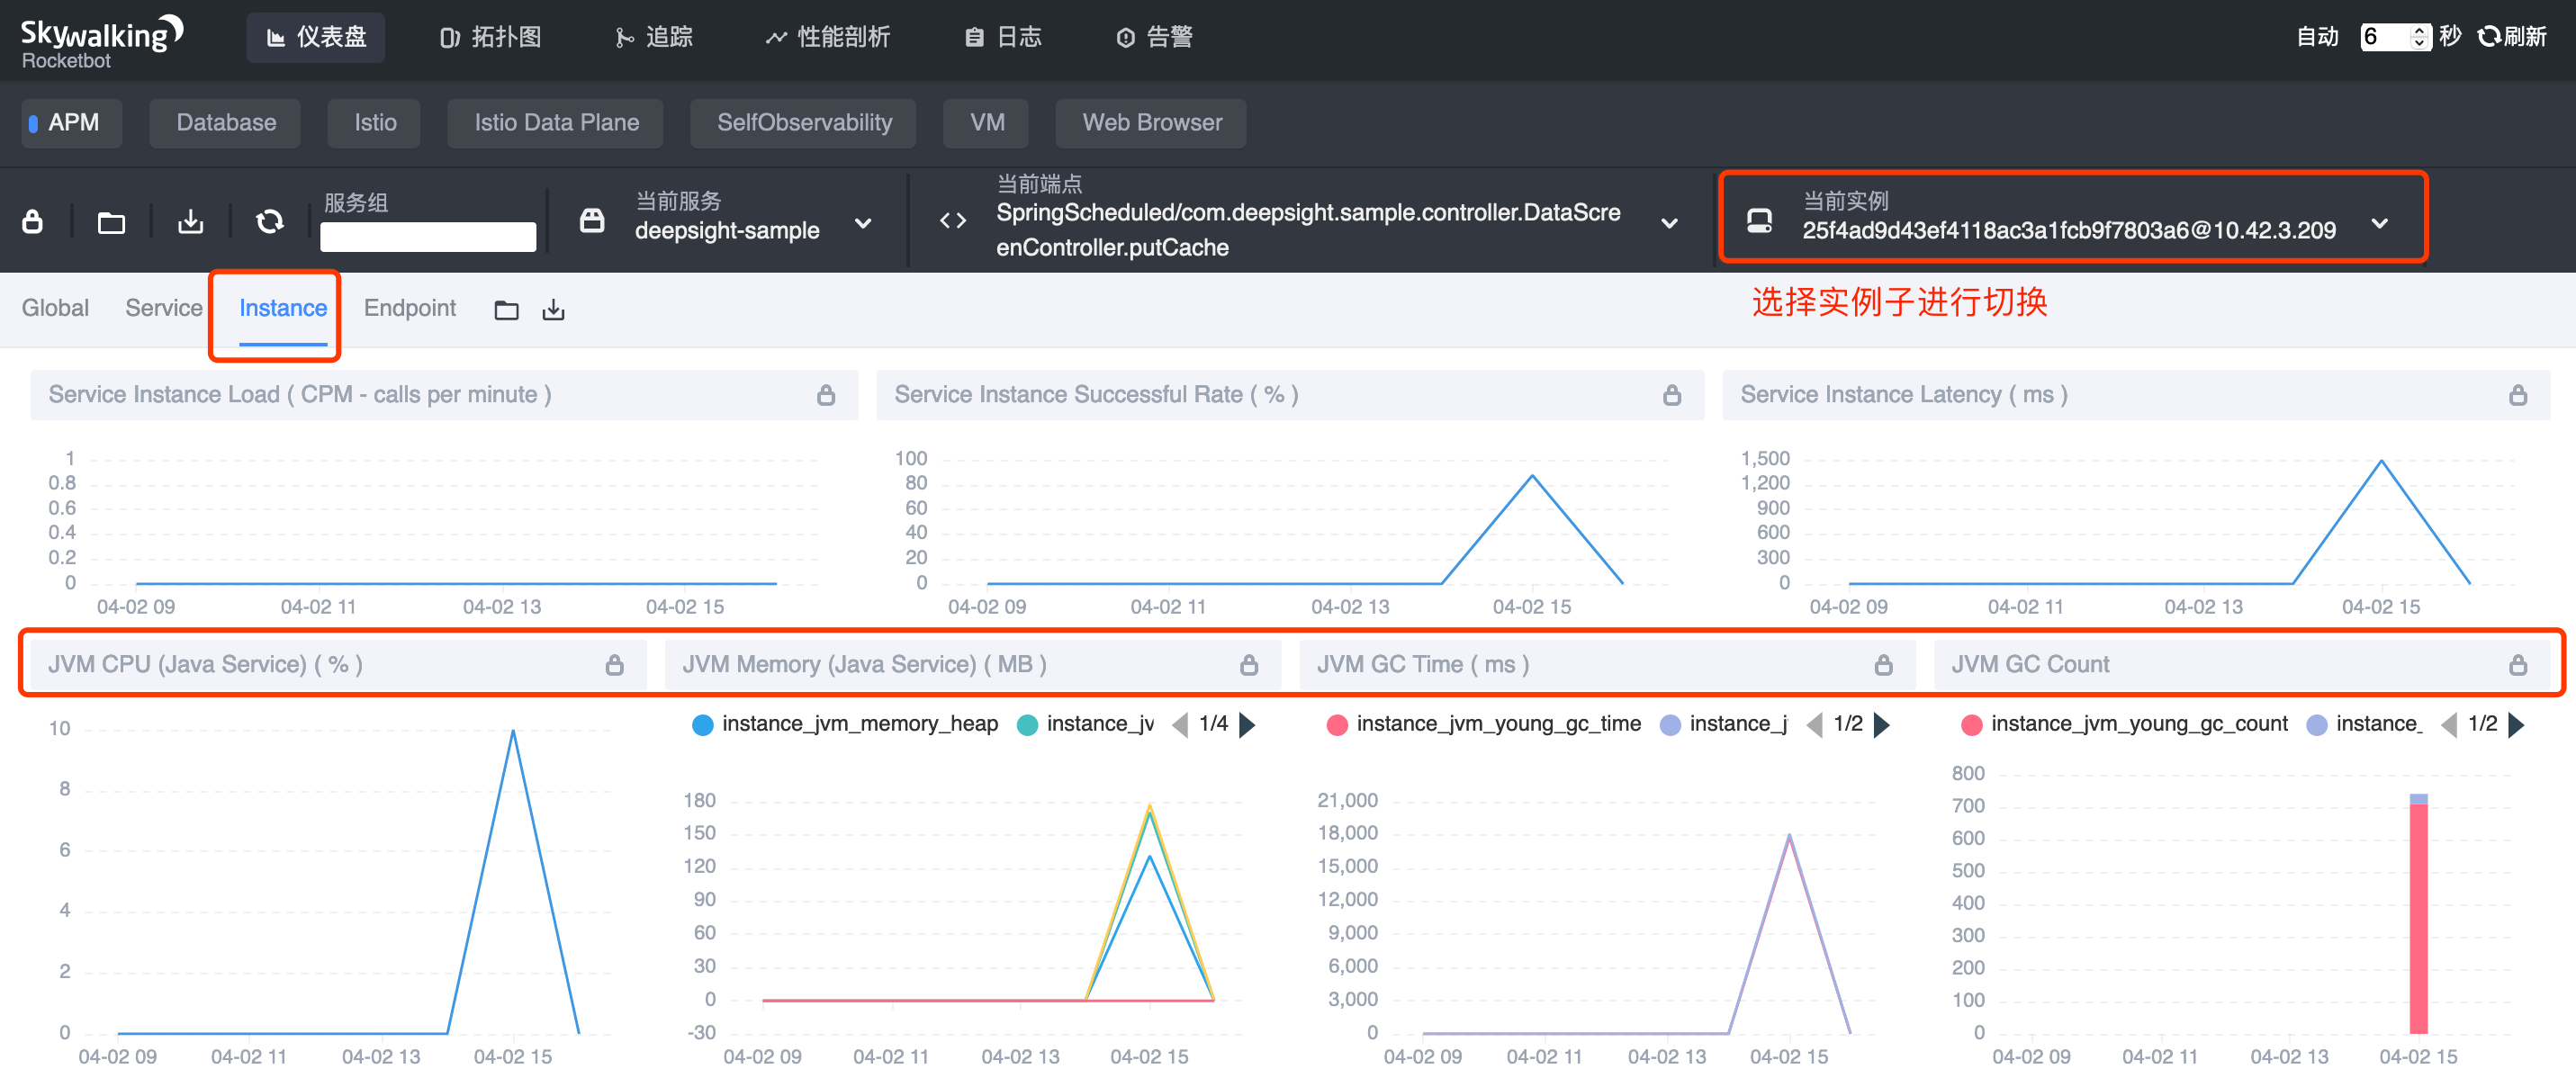 Skywalking
Rocketbot
仪表盘
拓扑图
追踪
性能剖析
日志
告警
自动
6
秒
刷新
APM
Database
Istio
Istio Data Plane
SelfObservability
VM
Web Browser
服务组
当前服务
deepsight-sample
当前端点
SpringScheduled/com.deepsight.sample.controller.DataScre
enController.putCache
当前实例
25f4ad9d43ef4118ac3a1fcb9f7803a6@10.42.3.209
Global
Service
Instance
Endpoint
选择实例子进行切换
Service Instance Load ( CPM - calls per minute )
1
0.8
0.6
0.4
0.2
0
04-02 09
04-02 11
04-02 13
04-02 15
Service Instance Successful Rate ( % )
100
80
60
40
20
0
04-02 09
04-02 11
04-02 13
04-02 15
Service Instance Latency ( ms )
1,500
1,200
900
600
300
0
04-02 09
04-02 11
04-02 13
04-02 15
JVM CPU (Java Service) ( % )
10
8
6
4
2
0
04-02 09
04-02 11
04-02 13
04-02 15
JVM Memory (Java Service) ( MB )
instance_jvm_memory_heap
instance_jv
1/4
180
150
120
90
60
30
0
-30
04-02 09
04-02 11
04-02 13
04-02 15
JVM GC Time ( ms )
instance_jvm_young_gc_time
instance_j
1/2
21,000
18,000
15,000
12,000
9,000
6,000
3,000
0
04-02 09
04-02 11
04-02 13
04-02 15
JVM GC Count
instance_jvm_young_gc_count
instance_
1/2
800
700
600
500
400
300
200
100
0
04-02 09
04-02 11
04-02 13
04-02 15